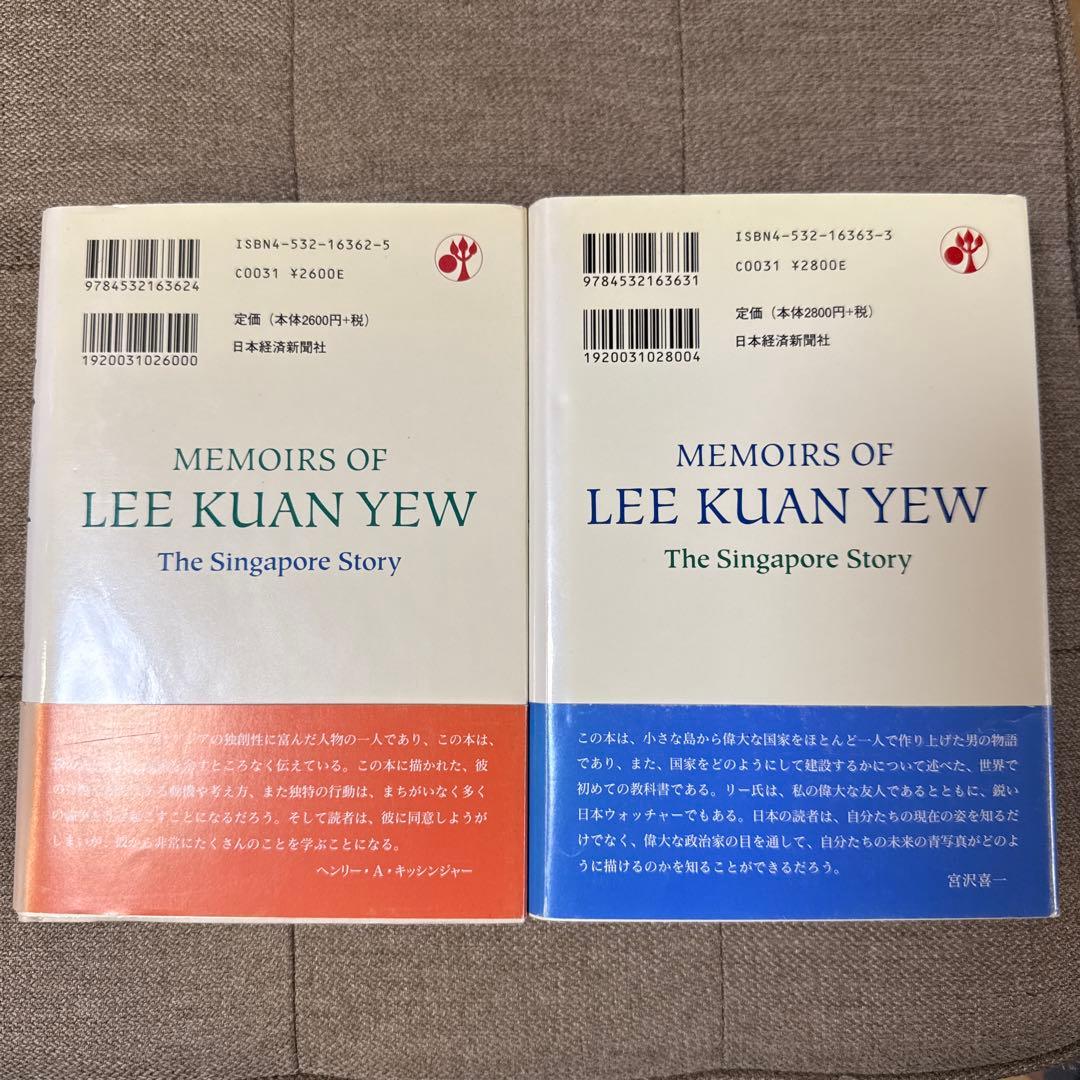 ISBN4-532-16362-5
C0031 ¥2600E
9784532163624
定価（本体2600円+税）
日本経済新聞社
1920031026000
MEMOIRS OF
LEE KUAN YEW
The Singapore Story
アの独創性に富んだ人物の一人であり、この本は、
すところなく伝えている。この本に描かれた、彼
動機や考え方、また独特の行動は、まちがいなく多く
こすことになるだろう。そして読者は、彼に同意しようが
しまいが、彼から非常にたくさんのことを学ぶことになる。
ヘンリー・A・キッシンジャー
ISBN4-532-16363-3
C0031 ¥2800E
9784532163631
定価（本体2800円+税）
日本経済新聞社
1920031028004
MEMOIRS OF
LEE KUAN YEW
The Singapore Story
この本は、小さな島から偉大な国家をほとんど一人で作り上げた男の物語
であり、また、国家をどのようにして建設するかについて述べた、世界で
初めての教科書である。リー氏は、私の偉大な友人であるとともに、鋭い
日本ウォッチャーでもある。日本の読者は、自分たちの現在の姿を知るだ
けでなく、偉大な政治家の目を通して、自分たちの未来の青写真がどの
ように描けるのかを知ることができるだろう。
宮沢喜一